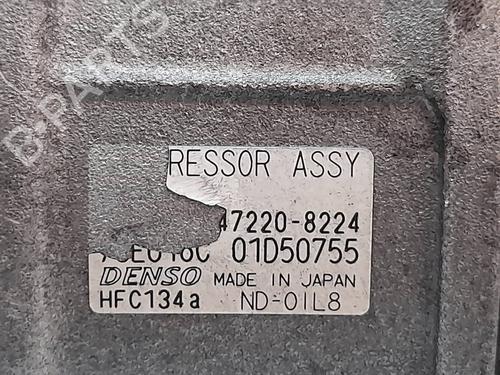 RESSOR ASSY
47220-8224
01D50755
DENSO MADE IN JAPAN
HFC134a ND-OIL8
B-PARTS